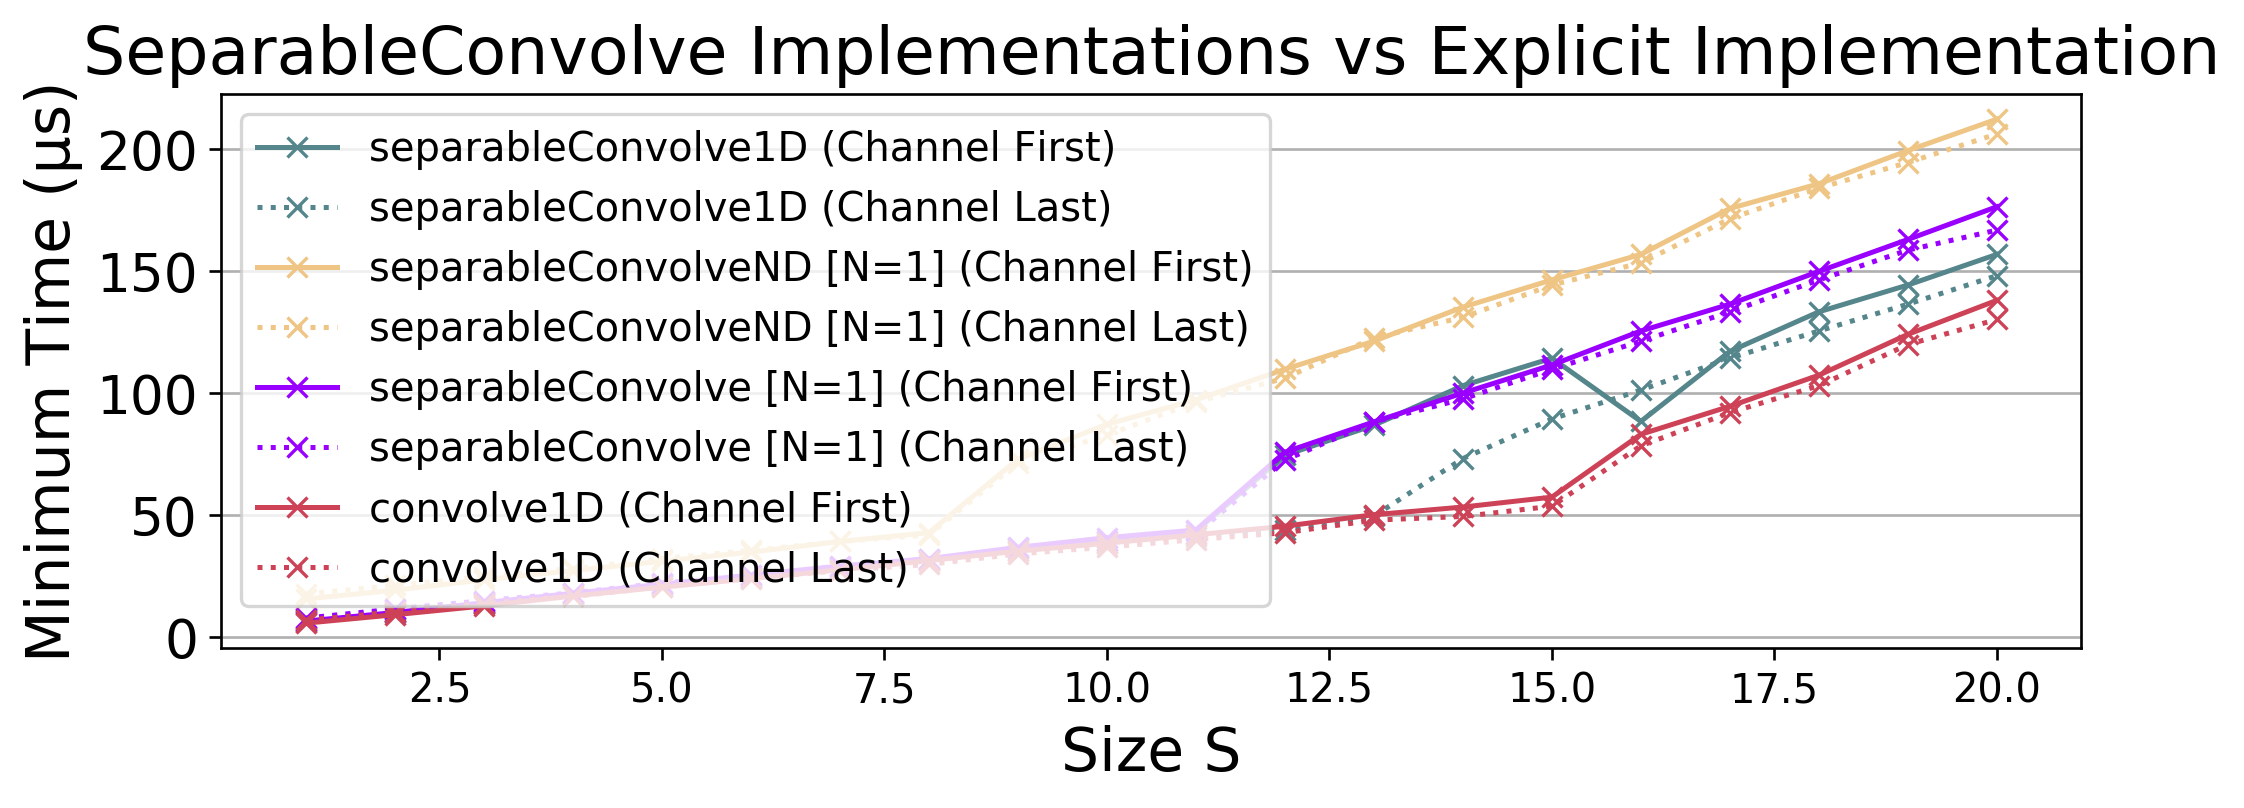 SeparableConvolve Implementations vs Explicit Implementation
Minimum Time (µs)
200
150
100
50
0
separableConvolve1D (Channel First)
separableConvolve1D (Channel Last)
separableConvolveND [N=1] (Channel First)
separableConvolveND [N=1] (Channel Last)
separableConvolve [N=1] (Channel First)
separableConvolve [N=1] (Channel Last)
convolve1D (Channel First)
convolve1D (Channel Last)
2.5 5.0 7.5 10.0 12.5 15.0 17.5 20.0
Size S